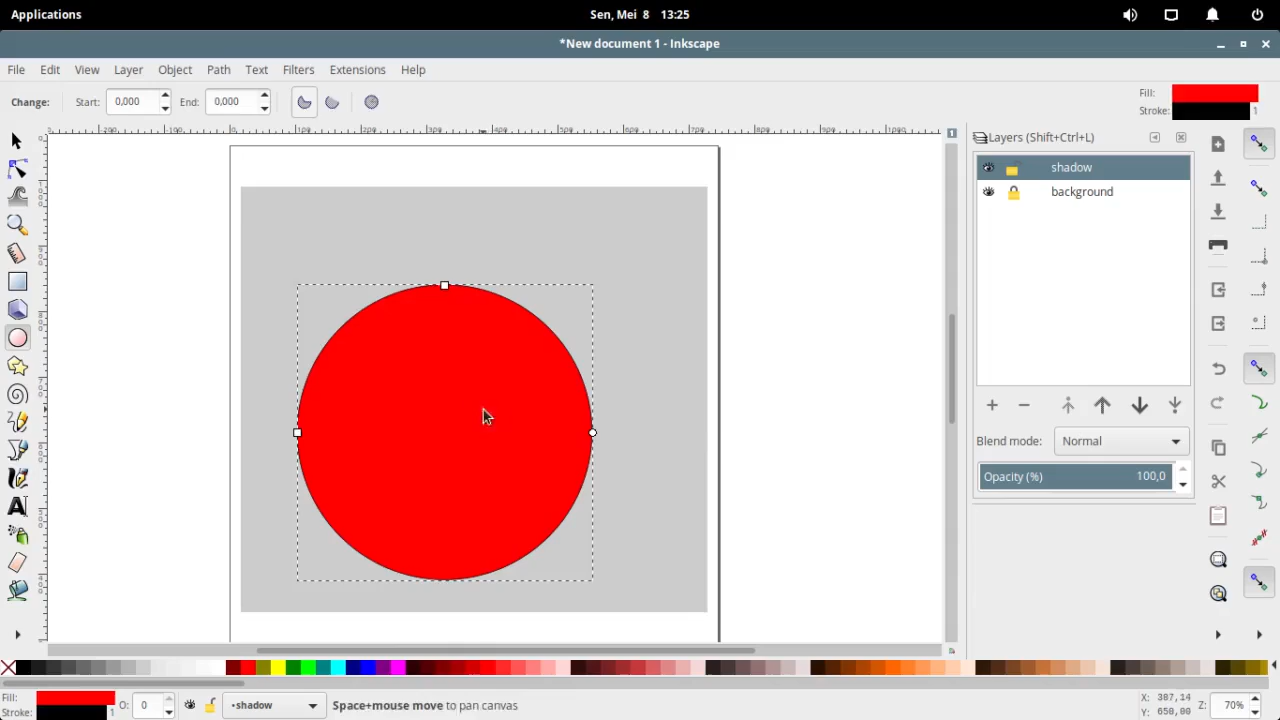 Applications
Sen, Mei 8 13:25
*New document 1 - Inkscape
File Edit View Layer Object Path Text Filters Extensions Help
Change: Start: 0,000 End: 0,000
Fill:
Stroke: 1
Layers (Shift+Ctrl+L)
shadow
background
Blend mode: Normal
Opacity (%) 100,0
Fill:
Stroke: 1
O: 0
•shadow
Space+mouse move to pan canvas
X: 387,14
Y: 650,00
Z: 70%